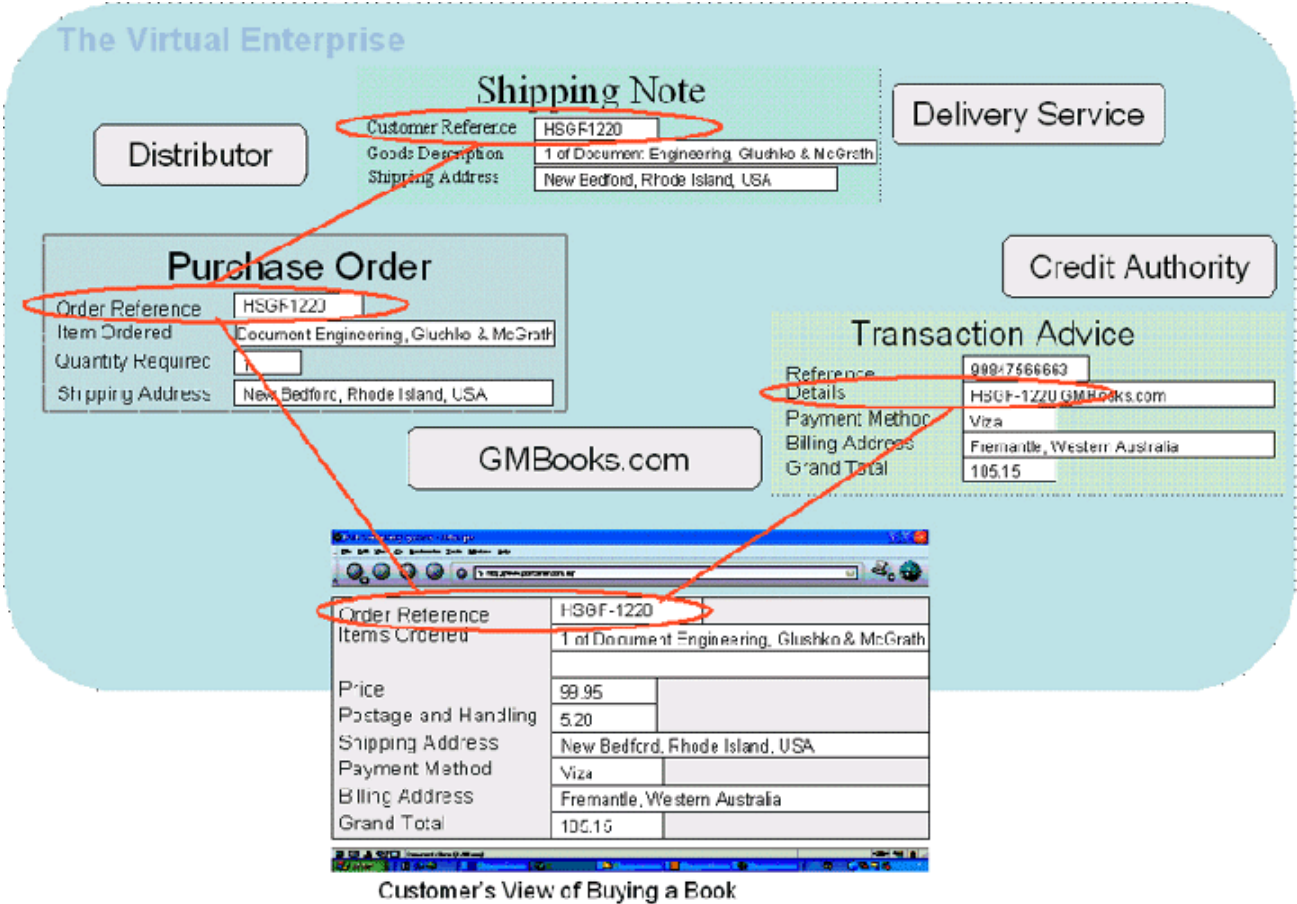 The Virtual Enterprise
Shipping Note
Customer Reference HSGF1220
Goods Description 1 of Document Engineering, Glushko & McGrath
Shipping Address New Bedford, Rhode Island, USA
Delivery Service
Distributor
Purchase Order
Order Reference HSGF1220
Item Ordered Document Engineering, Glushko & McGrath
Quantity Required 1
Shipping Address New Bedford, Rhode Island, USA
Credit Authority
Transaction Advice
Reference 99847566663
Details HSGF-1220 GMBooks.com
Payment Method Viza
Billing Address Fremantle, Western Australia
Grand Total 105.15
GMBooks.com
Order Reference HSGF-1220
Items Ordered 1 of Document Engineering, Glushko & McGrath
Price 99.95
Postage and Handling 5.20
Shipping Address New Bedford, Rhode Island, USA
Payment Method Viza
Billing Address Fremantle, Western Australia
Grand Total 105.15
Customer's View of Buying a Book